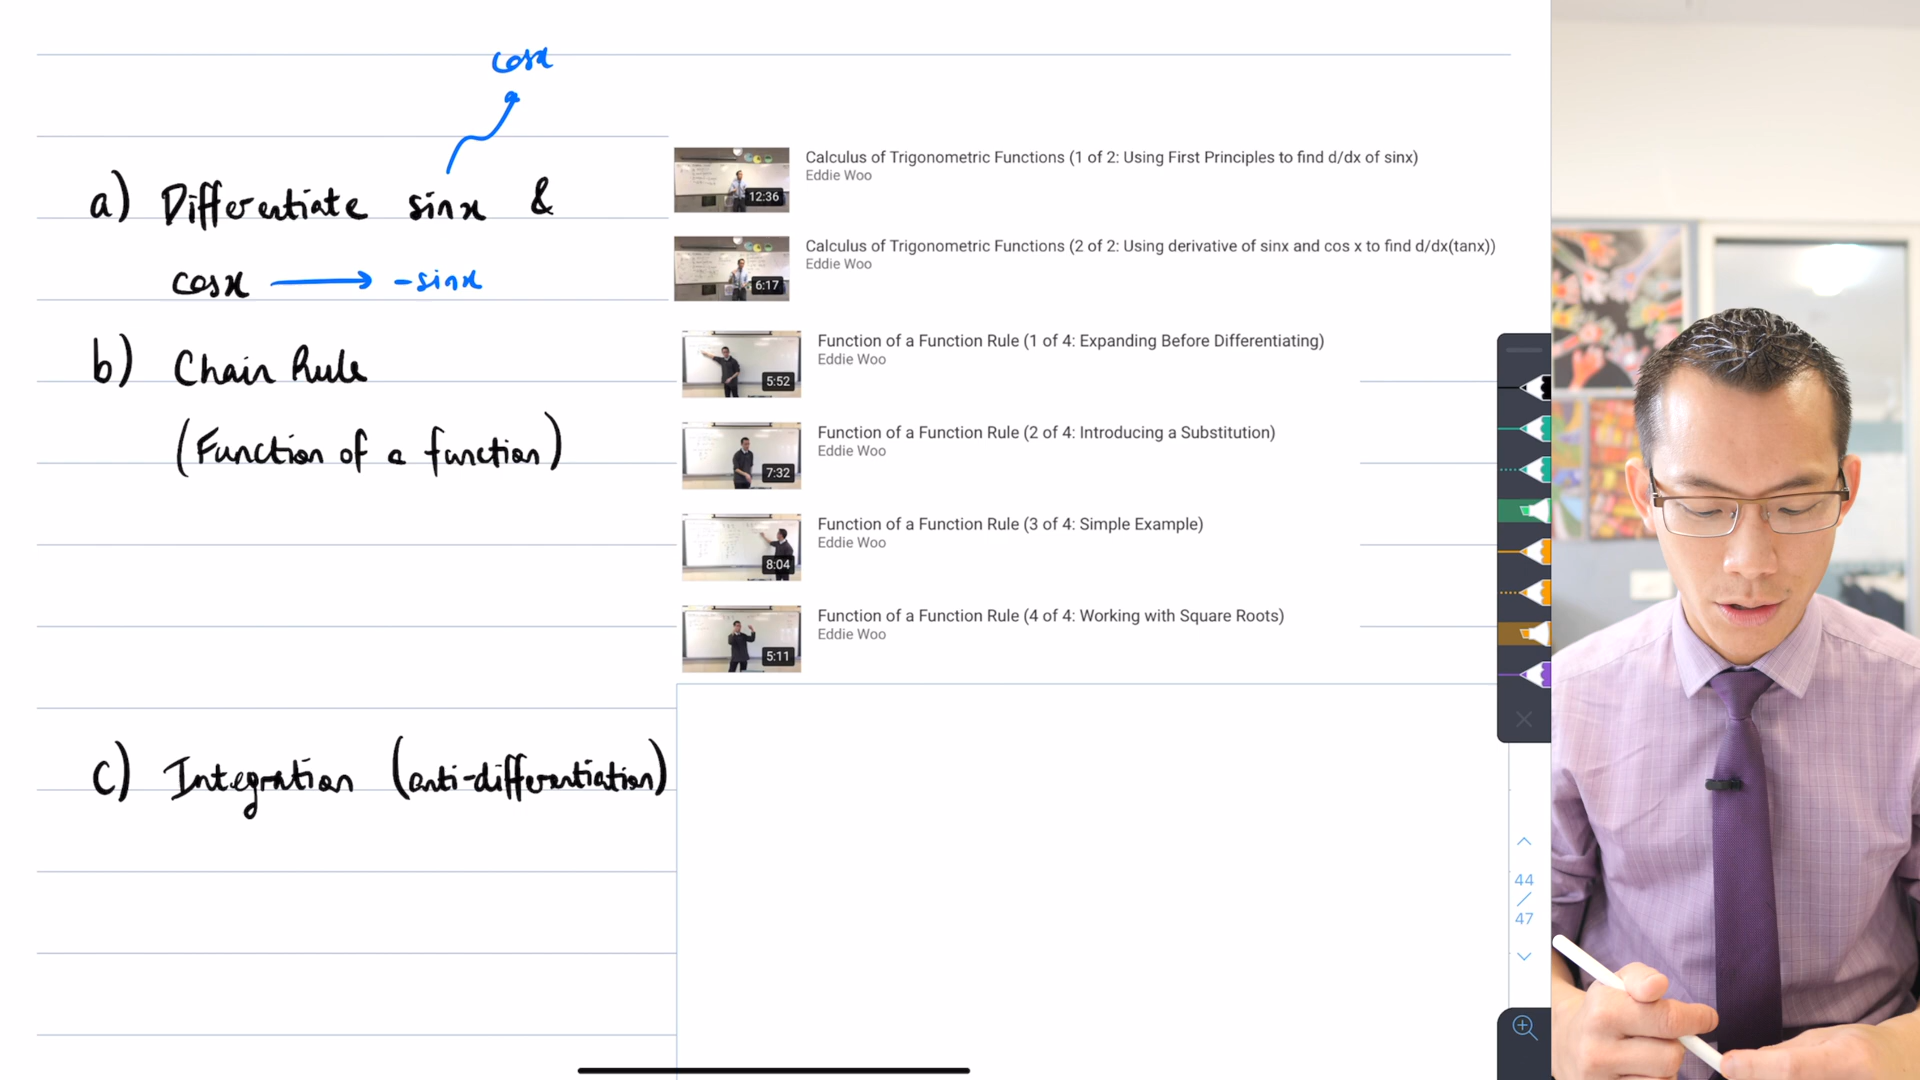 cosx
a) Differentiate sinx &
cosx → -sinx
b) Chain Rule
(Function of a function)
c) Integration (anti-differentiation)
12:36
Calculus of Trigonometric Functions (1 of 2: Using First Principles to find d/dx of sinx)
Eddie Woo
6:17
Calculus of Trigonometric Functions (2 of 2: Using derivative of sinx and cos x to find d/dx(tanx))
Eddie Woo
5:52
Function of a Function Rule (1 of 4: Expanding Before Differentiating)
Eddie Woo
7:32
Function of a Function Rule (2 of 4: Introducing a Substitution)
Eddie Woo
8:04
Function of a Function Rule (3 of 4: Simple Example)
Eddie Woo
5:11
Function of a Function Rule (4 of 4: Working with Square Roots)
Eddie Woo
44
/
47